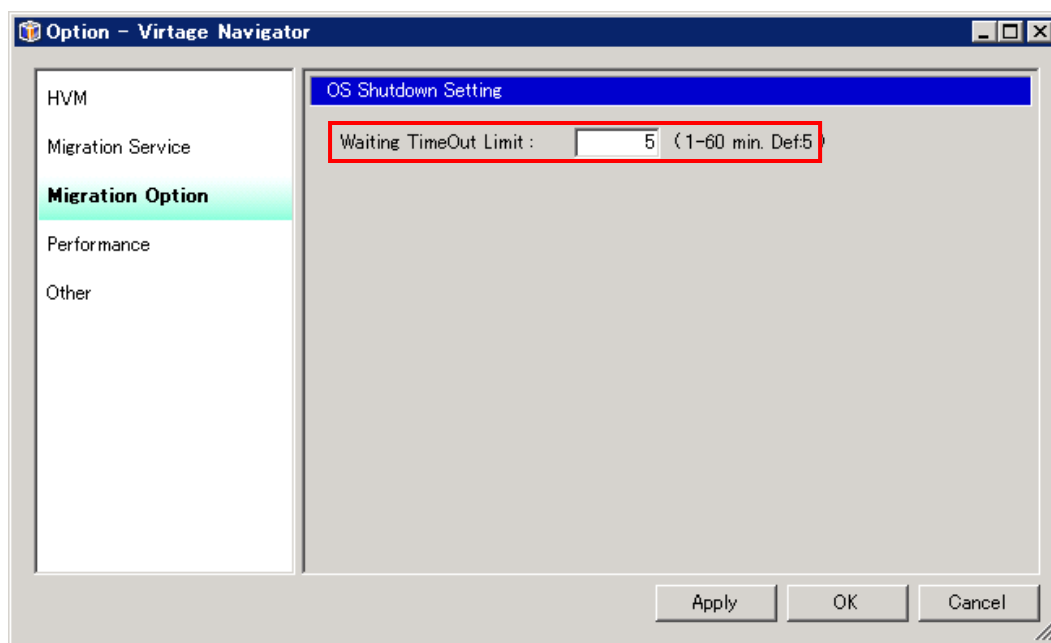 Option - Virtage Navigator
HVM
Migration Service
Migration Option
Performance
Other
OS Shutdown Setting
Waiting TimeOut Limit : 5 (1-60 min. Def:5)
Apply OK Cancel